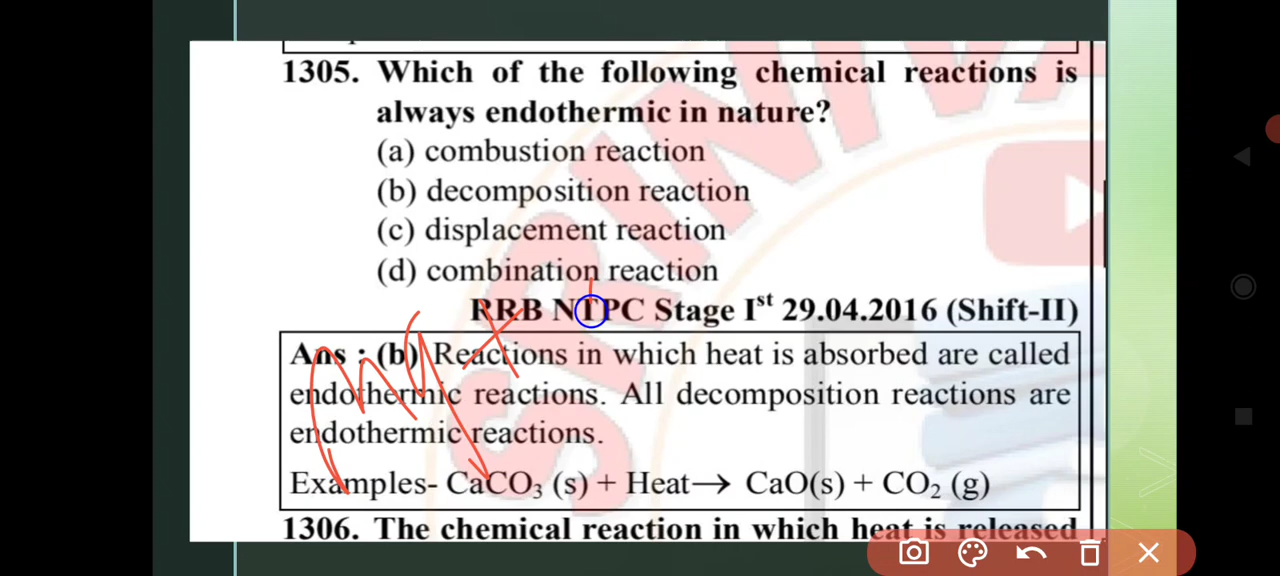 1305. Which of the following chemical reactions is
always endothermic in nature?
(a) combustion reaction
(b) decomposition reaction
(c) displacement reaction
(d) combination reaction
RRB NTPC Stage Ist 29.04.2016 (Shift-II)
Ans : (b) Reactions in which heat is absorbed are called
endothermic reactions. All decomposition reactions are
endothermic reactions.
Examples- CaCO₃ (s) + Heat→ CaO(s) + CO₂ (g)
1306. The chemical reaction in which heat is released